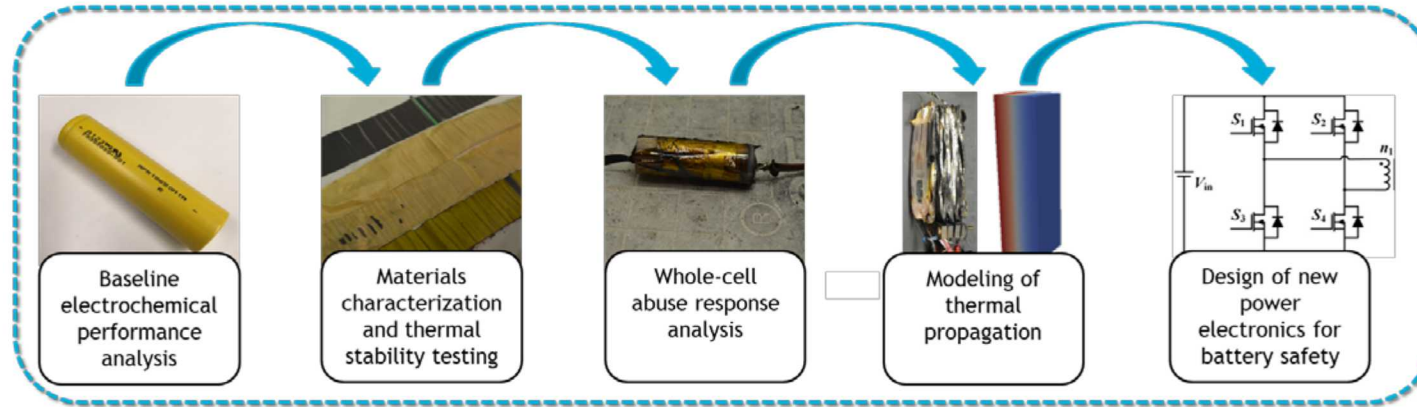 Baseline
electrochemical
performance
analysis
Materials
characterization
and thermal
stability testing
Whole-cell
abuse response
analysis
Modeling of
thermal
propagation
S1
S2
n1
Vin
S3
S4
Design of new
power
electronics for
battery safety